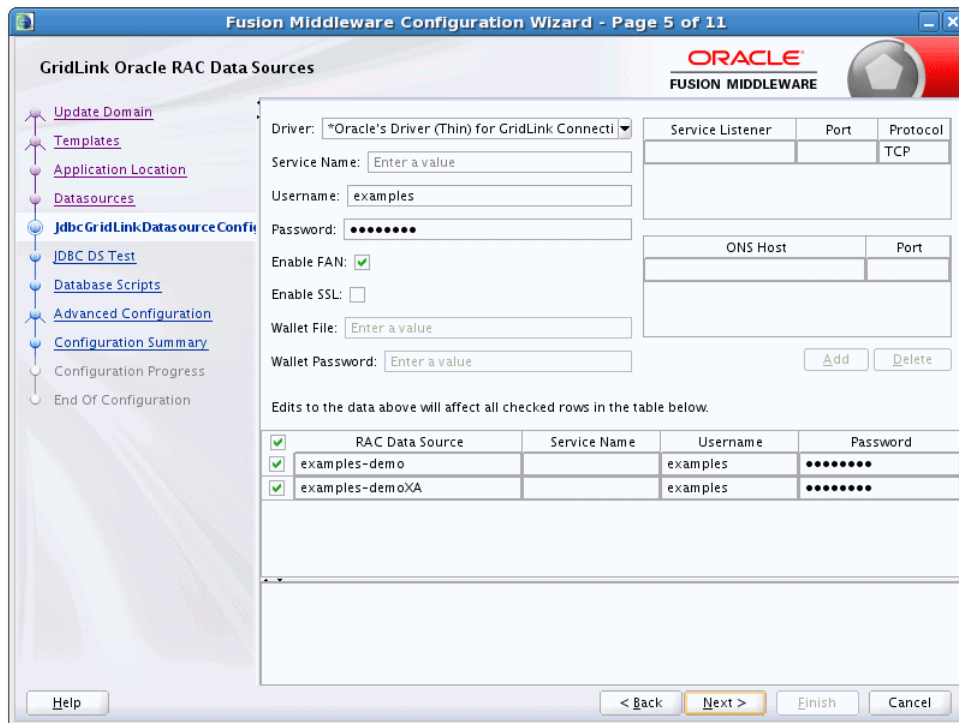 Fusion Middleware Configuration Wizard - Page 5 of 11
GridLink Oracle RAC Data Sources
ORACLE
FUSION MIDDLEWARE
Update Domain
Templates
Application Location
Datasources
JdbcGridLinkDatasourceConfi
JDBC DS Test
Database Scripts
Advanced Configuration
Configuration Summary
Configuration Progress
End Of Configuration
Driver: *Oracle's Driver (Thin) for GridLink Connecti
Service Name: Enter a value
Username: examples
Password: ••••••••
Enable FAN:
Enable SSL:
Wallet File: Enter a value
Wallet Password: Enter a value
Service Listener Port Protocol
TCP
ONS Host Port
Add Delete
Edits to the data above will affect all checked rows in the table below.
RAC Data Source Service Name Username Password
examples-demo examples ••••••••
examples-demoXA examples ••••••••
Help < Back Next > Finish Cancel